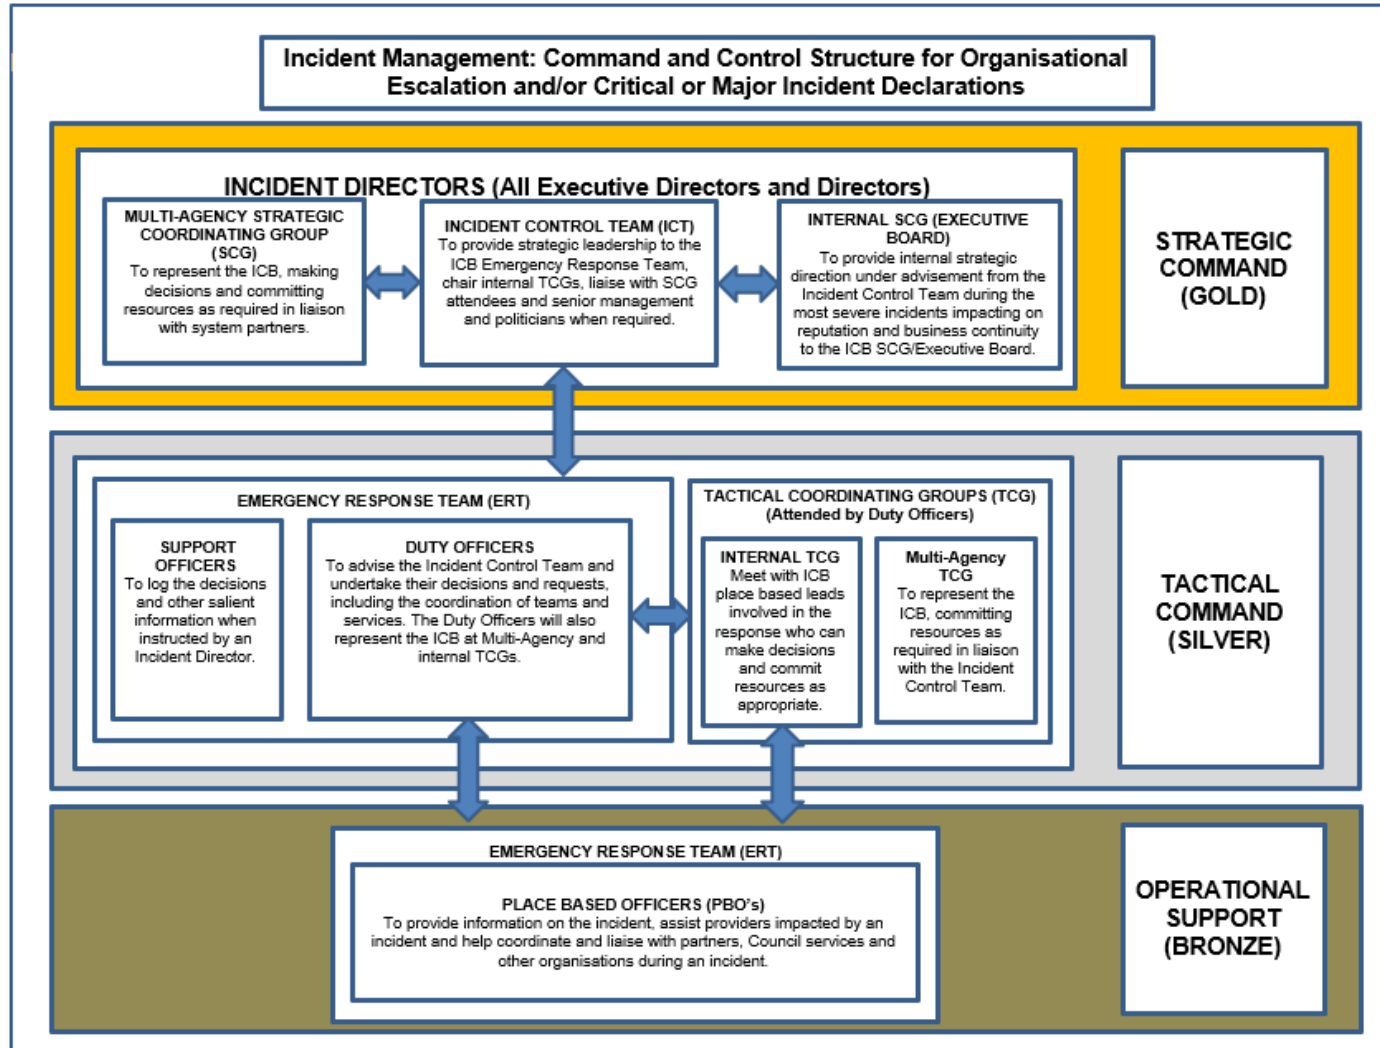 Incident Management: Command and Control Structure for Organisational
Escalation and/or Critical or Major Incident Declarations
INCIDENT DIRECTORS (All Executive Directors and Directors)
MULTI-AGENCY STRATEGIC
COORDINATING GROUP
(SCG)
To represent the ICB, making
decisions and committing
resources as required in liaison
with system partners.
INCIDENT CONTROL TEAM (ICT)
To provide strategic leadership to the
ICB Emergency Response Team,
chair internal TCGs, liaise with SCG
attendees and senior management
and politicians when required.
INTERNAL SCG (EXECUTIVE
BOARD)
To provide internal strategic
direction under advisement from the
Incident Control Team during the
most severe incidents impacting on
reputation and business continuity
to the ICB SCG/Executive Board.
STRATEGIC
COMMAND
(GOLD)
EMERGENCY RESPONSE TEAM (ERT)
SUPPORT
OFFICERS
To log the decisions
and other salient
information when
instructed by an
Incident Director.
DUTY OFFICERS
To advise the Incident Control Team and
undertake their decisions and requests,
including the coordination of teams and
services. The Duty Officers will also
represent the ICB at Multi-Agency and
internal TCGs.
TACTICAL COORDINATING GROUPS (TCG)
(Attended by Duty Officers)
INTERNAL TCG
Meet with ICB
place based leads
involved in the
response who can
make decisions
and commit
resources as
appropriate.
Multi-Agency
TCG
To represent the
ICB, committing
resources as
required in liaison
with the Incident
Control Team.
TACTICAL
COMMAND
(SILVER)
EMERGENCY RESPONSE TEAM (ERT)
PLACE BASED OFFICERS (PBO's)
To provide information on the incident, assist providers impacted by an
incident and help coordinate and liaise with partners, Council services and
other organisations during an incident.
OPERATIONAL
SUPPORT
(BRONZE)